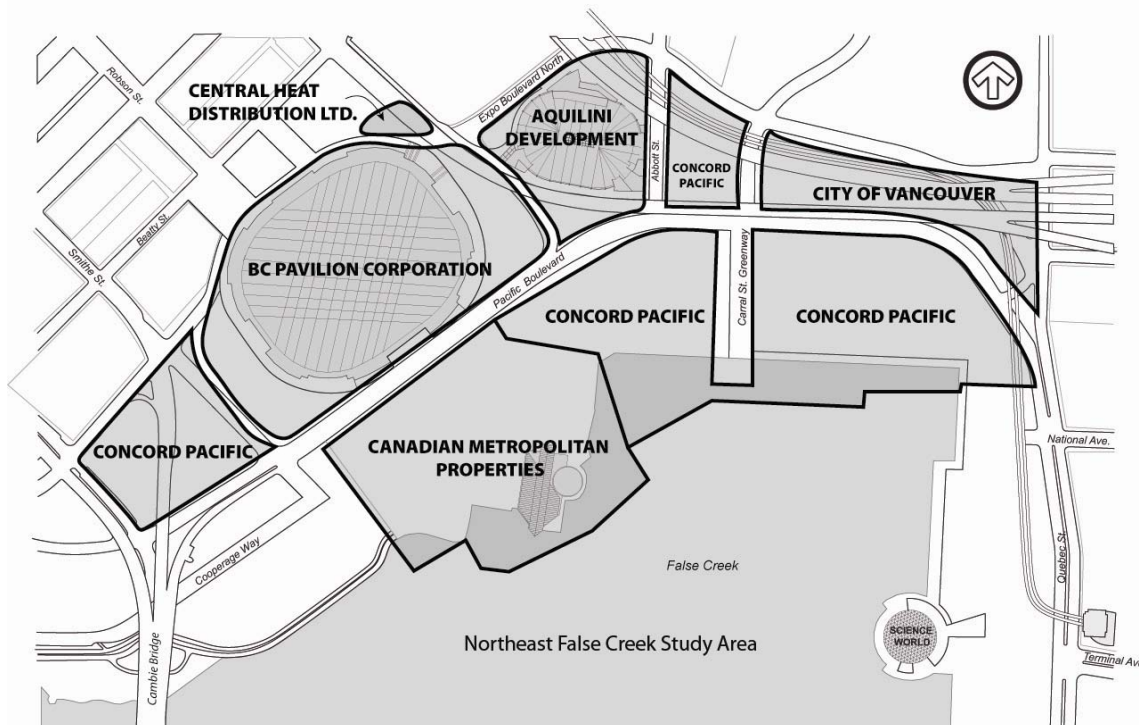 Robson St.
CENTRAL HEAT
DISTRIBUTION LTD.
Expo Boulevard North
AQUILINI
DEVELOPMENT
Abbott St.
CONCORD
PACIFIC
CITY OF VANCOUVER
Beatty St.
Smithe St.
BC PAVILION CORPORATION
Pacific Boulevard
Carral St. Greenway
CONCORD PACIFIC
CONCORD PACIFIC
CONCORD PACIFIC
CANADIAN METROPOLITAN
PROPERTIES
National Ave.
Cooperage Way
False Creek
Quebec St.
Northeast False Creek Study Area
SCIENCE
WORLD
Terminal Av
Cambie Bridge